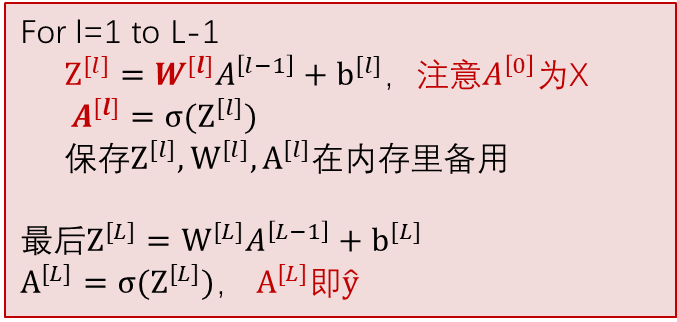 For l=1 to L-1
Z^[l] = W^[l]A^[l−1] + b^[l], 注意A^[0]为X
A^[l] = σ(Z^[l])
保存Z^[l], W^[l], A^[l]在内存里备用
最后Z^[L] = W^[L]A^[L−1] + b^[L]
A^[L] = σ(Z^[L]), A^[L]即ŷ